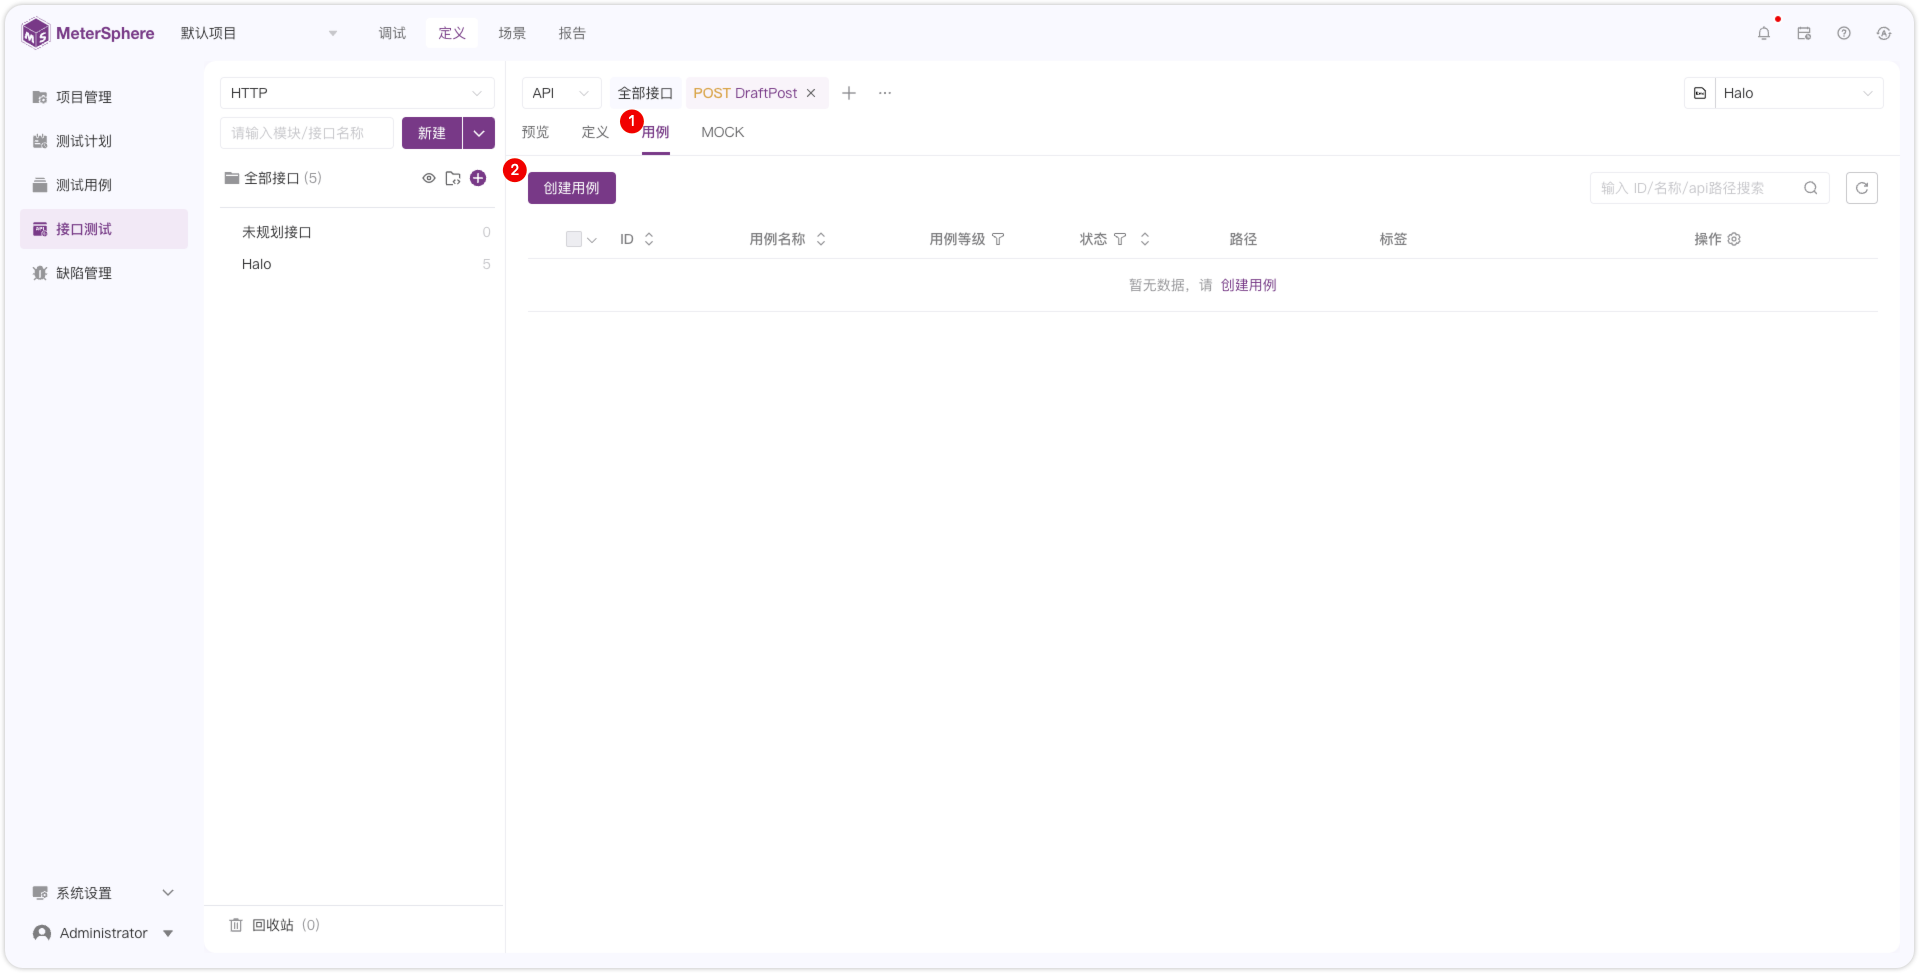 MeterSphere 默认项目 调试 定义 场景 报告
项目管理
测试计划
测试用例
接口测试
缺陷管理
系统设置
Administrator
HTTP
请输入模块/接口名称 新建
全部接口 (5)
未规划接口 0
Halo 5
回收站 (0)
API 全部接口 POST DraftPost Halo
预览 定义 1 用例 MOCK
2 创建用例 输入 ID/名称/api路径搜索
ID 用例名称 用例等级 状态 路径 标签 操作
暂无数据，请 创建用例